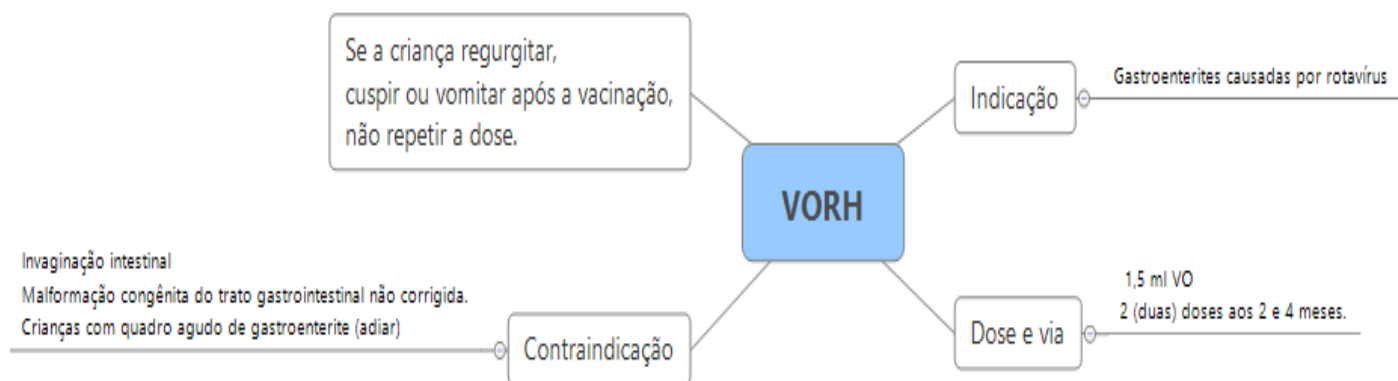 Se a criança regurgitar,
cuspir ou vomitar após a vacinação,
não repetir a dose.
Indicação
Gastroenterites causadas por rotavírus
VORH
Invaginação intestinal
Malformação congênita do trato gastrointestinal não corrigida.
Crianças com quadro agudo de gastroenterite (adiar)
Contraindicação
Dose e via
1,5 ml VO
2 (duas) doses aos 2 e 4 meses.